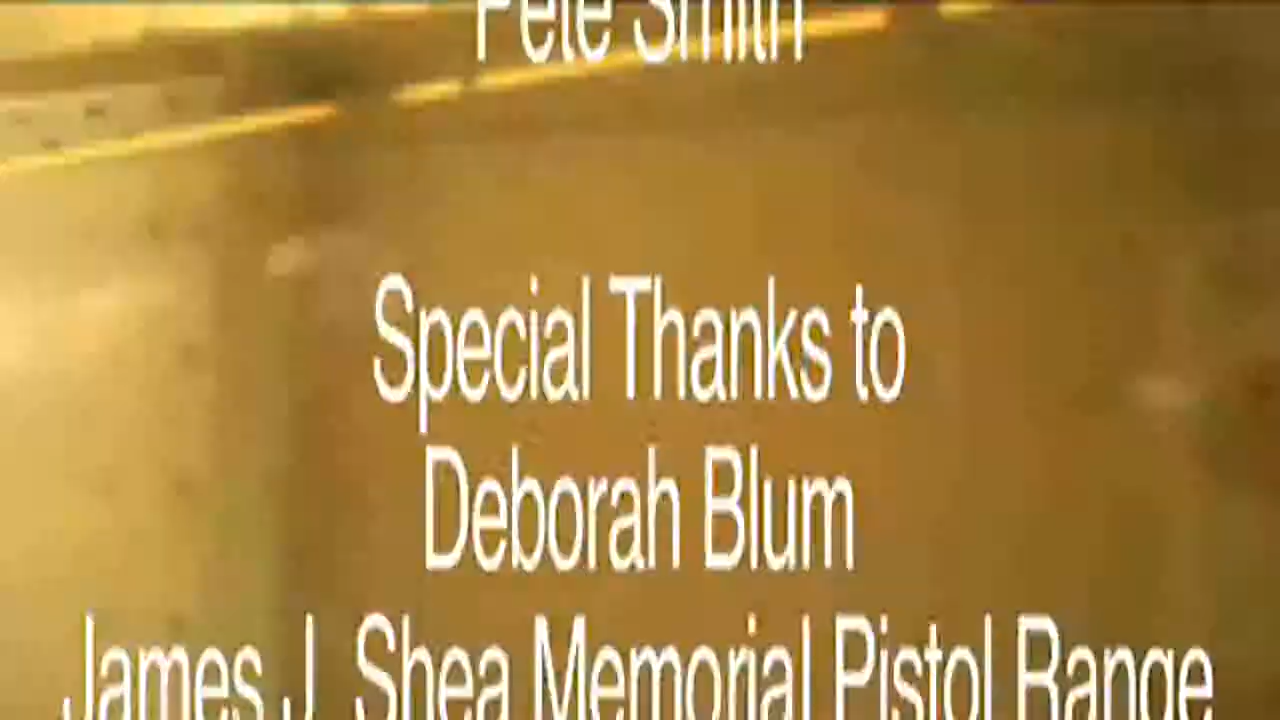 Pete Smith
Special Thanks to
Deborah Blum
James J. Shea Memorial Pistol Range